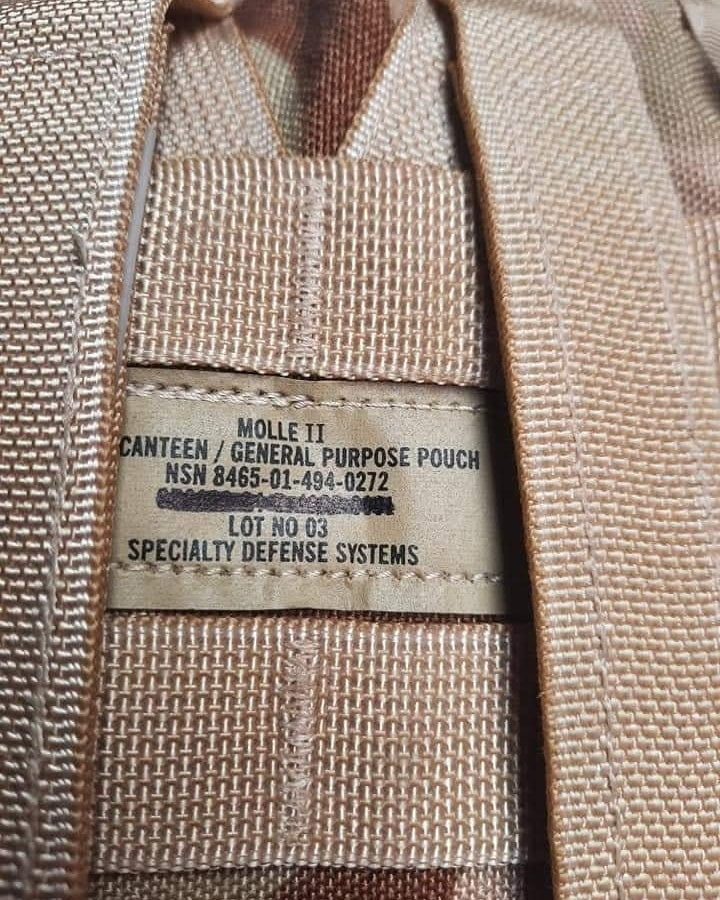 MOLLE II
CANTEEN / GENERAL PURPOSE POUCH
NSN 8465-01-494-0272
LOT NO 03
SPECIALTY DEFENSE SYSTEMS